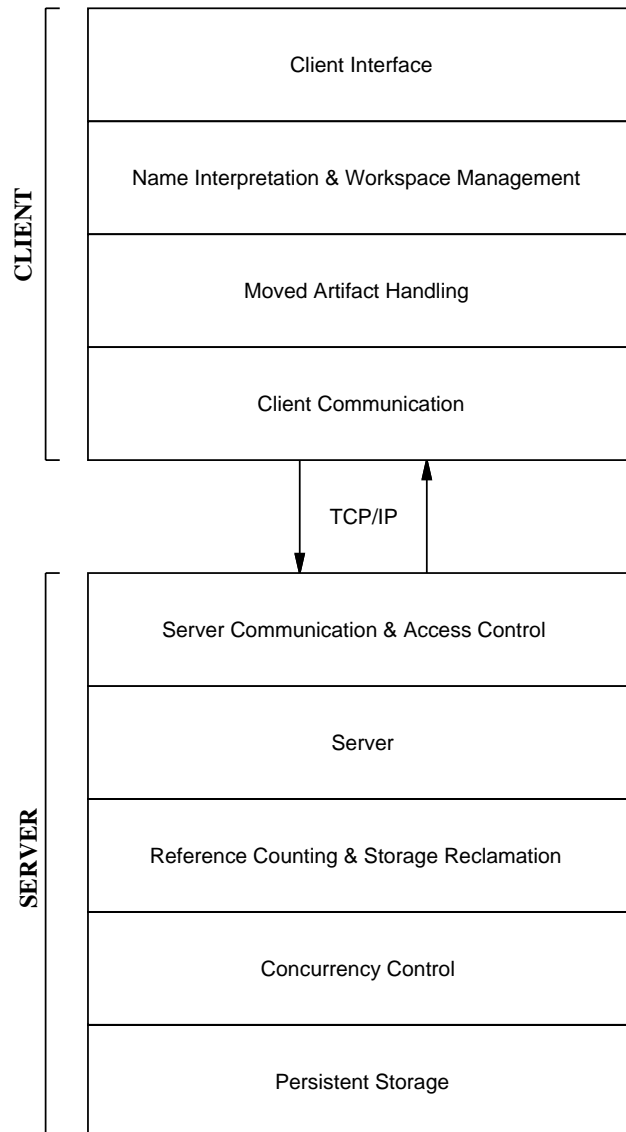 CLIENT
Client Interface
Name Interpretation & Workspace Management
Moved Artifact Handling
Client Communication
TCP/IP
SERVER
Server Communication & Access Control
Server
Reference Counting & Storage Reclamation
Concurrency Control
Persistent Storage